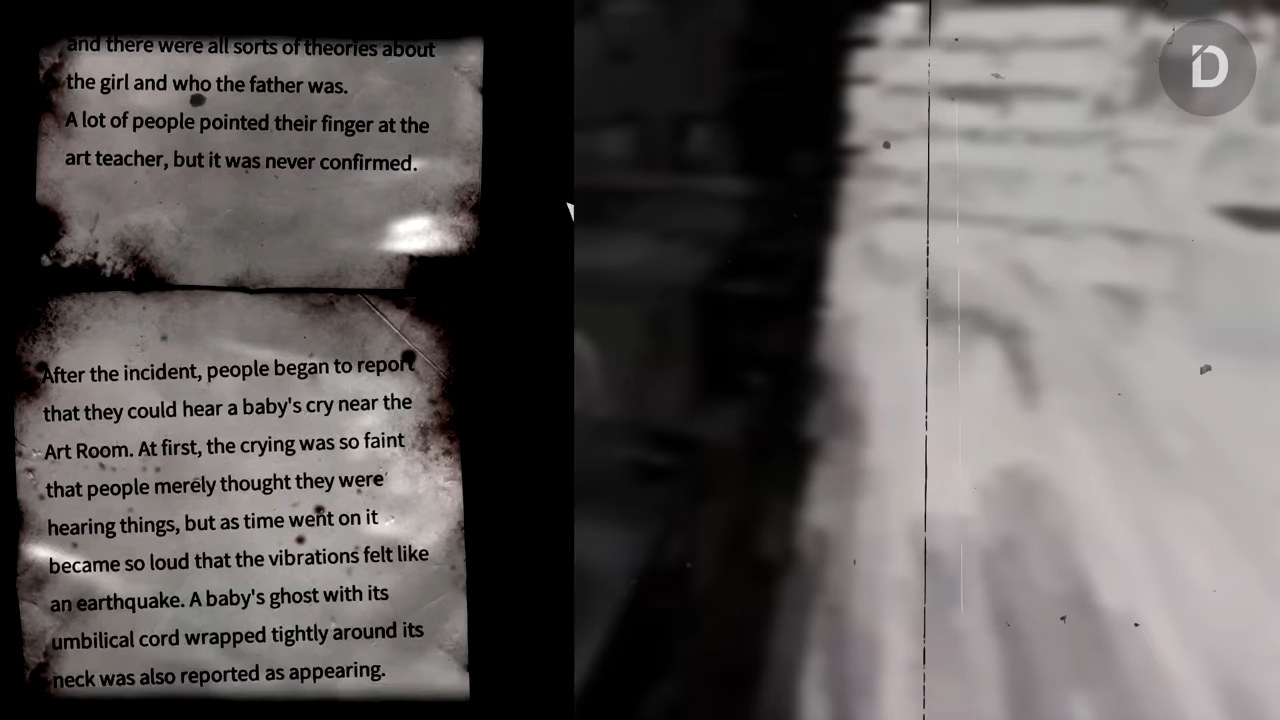 and there were all sorts of theories about
the girl and who the father was.
A lot of people pointed their finger at the
art teacher, but it was never confirmed.
After the incident, people began to report
that they could hear a baby's cry near the
Art Room. At first, the crying was so faint
that people merely thought they were
hearing things, but as time went on it
became so loud that the vibrations felt like
an earthquake. A baby's ghost with its
umbilical cord wrapped tightly around its
neck was also reported as appearing.
D